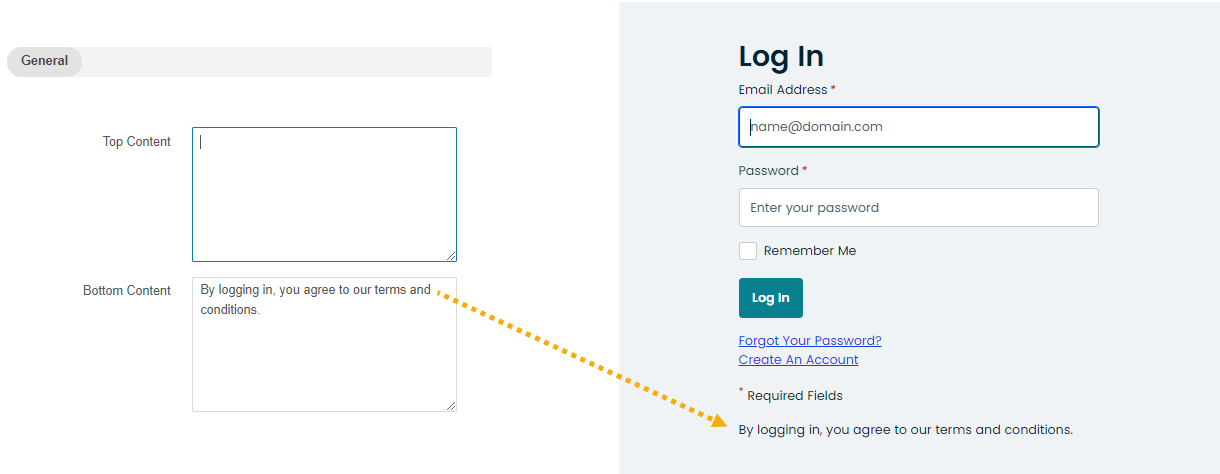 General
Top Content
Bottom Content
By logging in, you agree to our terms and
conditions.
Log In
Email Address *
name@domain.com
Password *
Enter your password
Remember Me
Log In
Forgot Your Password?
Create An Account
* Required Fields
By logging in, you agree to our terms and conditions.